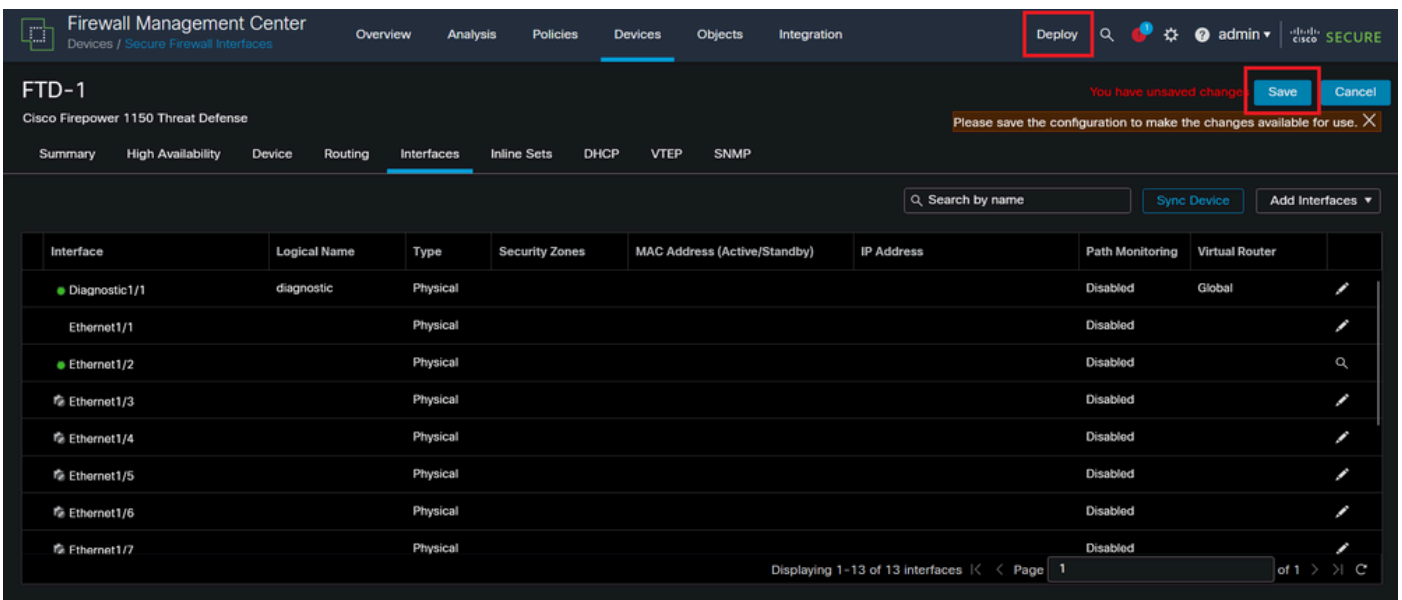 Firewall Management Center
Devices / Secure Firewall Interfaces
Overview Analysis Policies Devices Objects Integration
Deploy 1 admin cisco SECURE
FTD-1
You have unsaved changes Save Cancel
Cisco Firepower 1150 Threat Defense
Please save the configuration to make the changes available for use.
Summary High Availability Device Routing Interfaces Inline Sets DHCP VTEP SNMP
Search by name Sync Device Add Interfaces
Interface Logical Name Type Security Zones MAC Address (Active/Standby) IP Address Path Monitoring Virtual Router
Diagnostic1/1 diagnostic Physical Disabled Global
Ethernet1/1 Physical Disabled
Ethernet1/2 Physical Disabled
Ethernet1/3 Physical Disabled
Ethernet1/4 Physical Disabled
Ethernet1/5 Physical Disabled
Ethernet1/6 Physical Disabled
Ethernet1/7 Physical Disabled
Displaying 1-13 of 13 interfaces Page 1 of 1